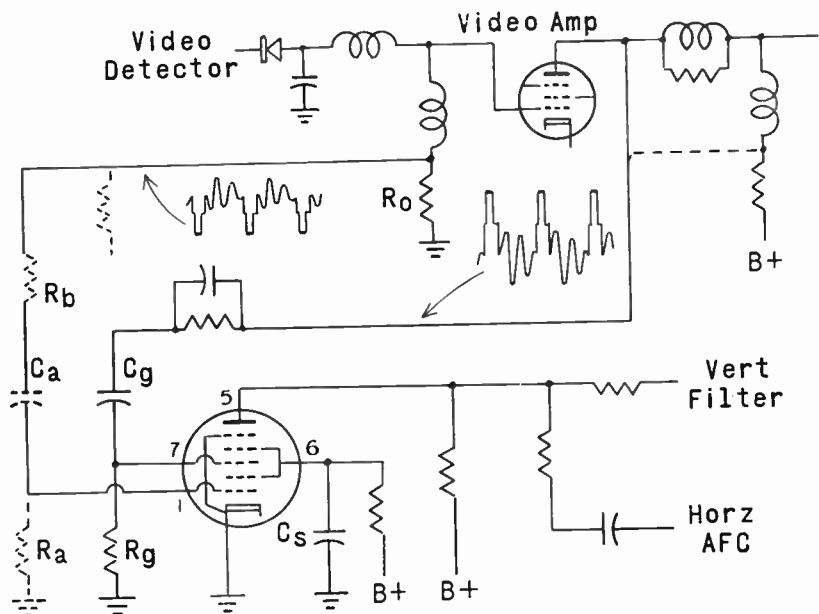 Video Amp
Video
Detector
Ro
B+
Rb
Ca
Cg
5
Vert
Filter
7
6
1
Ra
Rg
Cs
B+
B+
Horz
AFC